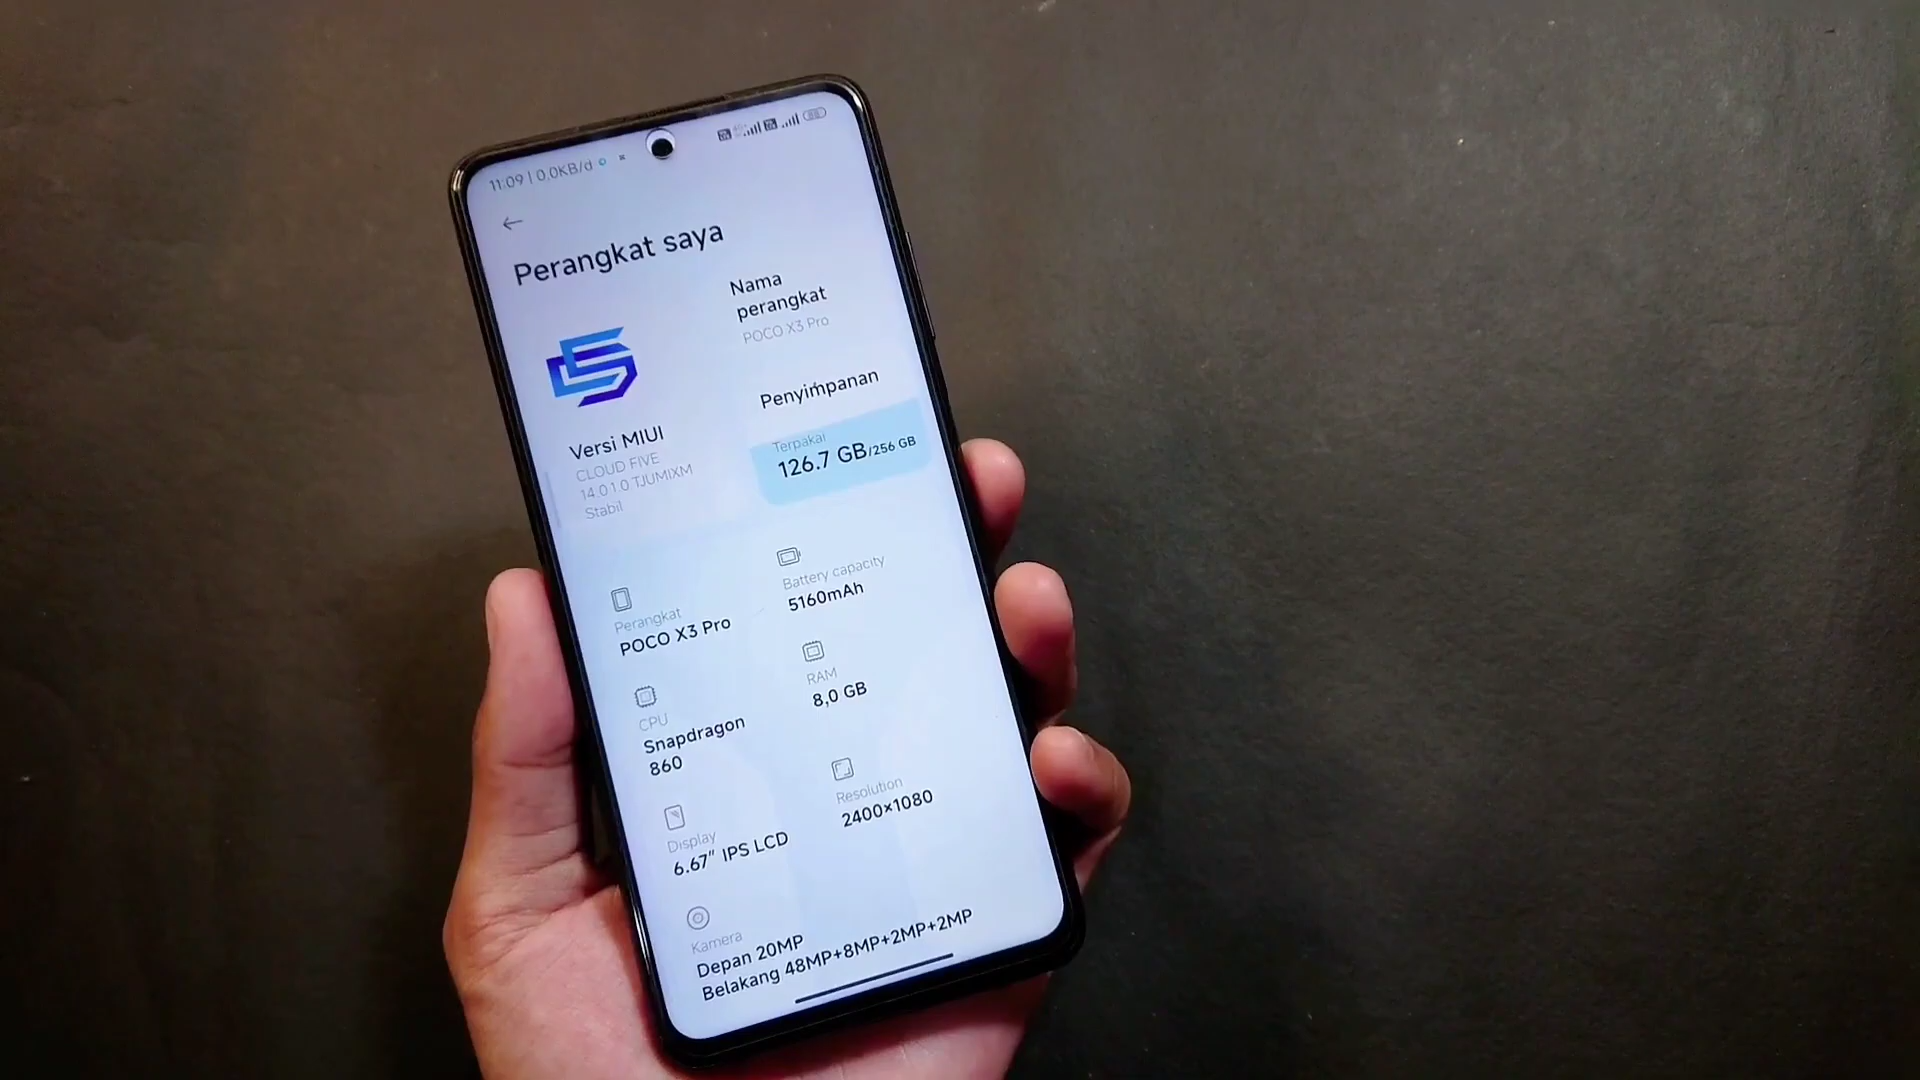 11:09 | 0.0KB/d
Perangkat saya
Nama
perangkat
POCO X3 Pro
Penyimpanan
Terpakai
126.7 GB/256 GB
Versi MIUI
CLOUD FIVE
14.0.1.0 TJUMIXM
Stabil
Perangkat
POCO X3 Pro
Battery capacity
5160mAh
CPU
Snapdragon
860
RAM
8,0 GB
Display
6.67" IPS LCD
Resolution
2400×1080
Kamera
Depan 20MP
Belakang 48MP+8MP+2MP+2MP